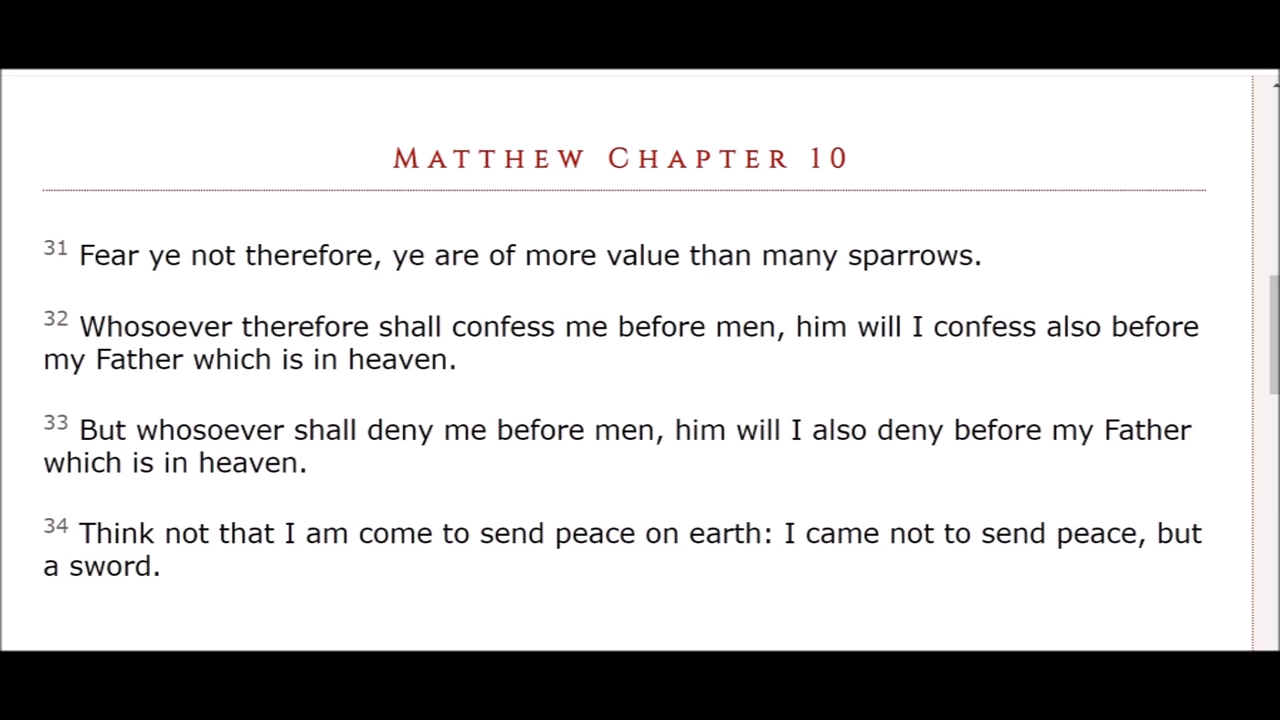 Matthew Chapter 10
31 Fear ye not therefore, ye are of more value than many sparrows.
32 Whosoever therefore shall confess me before men, him will I confess also before
my Father which is in heaven.
33 But whosoever shall deny me before men, him will I also deny before my Father
which is in heaven.
34 Think not that I am come to send peace on earth: I came not to send peace, but
a sword.